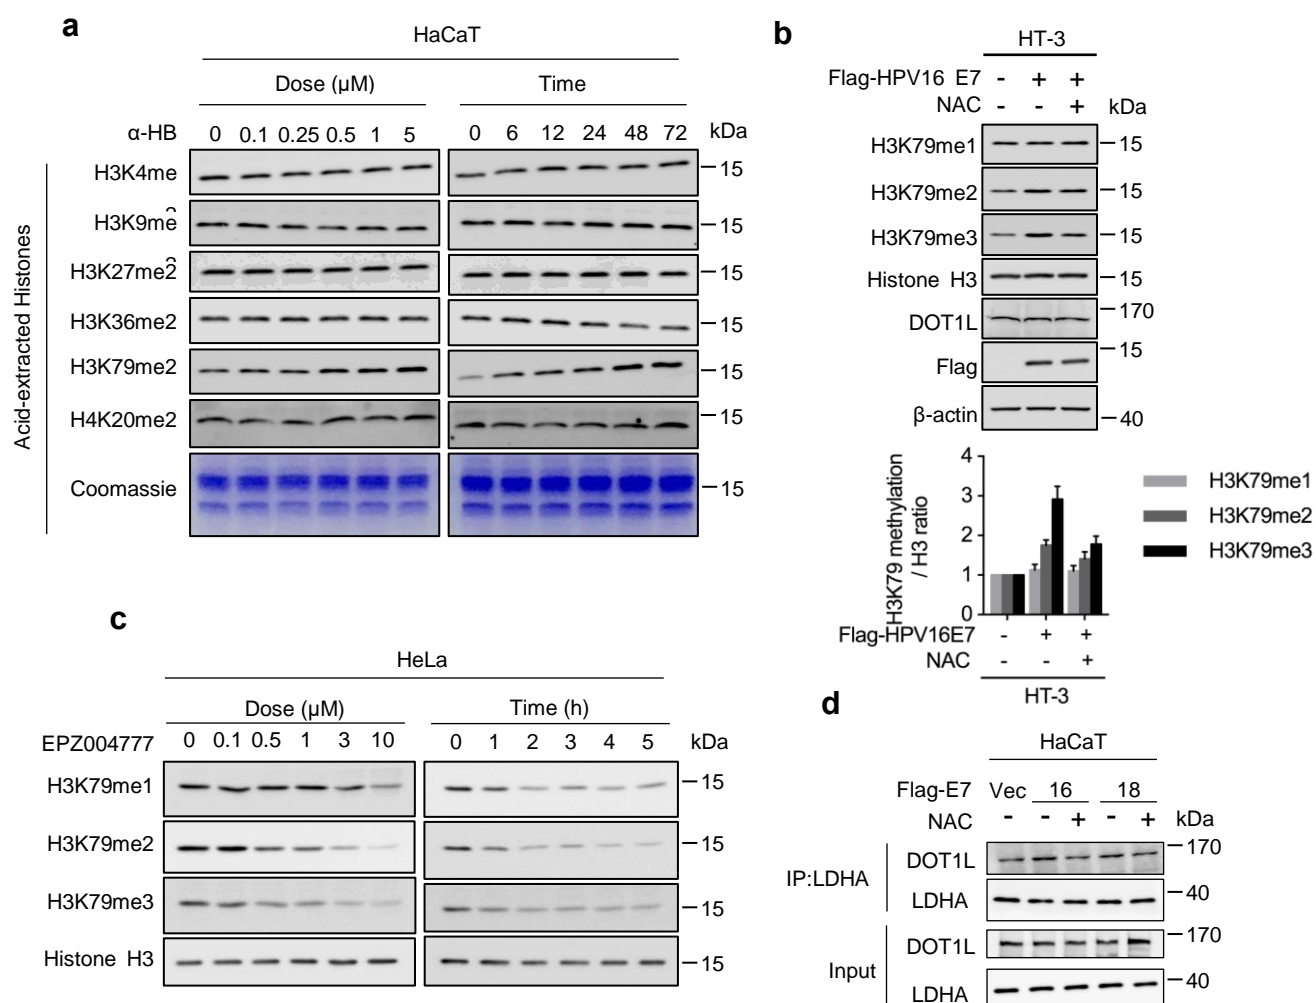 a
HaCaT
Dose (μM) Time
α-HB 0 0.1 0.25 0.5 1 5 0 6 12 24 48 72 kDa
Acid-extracted Histones
H3K4me 15
H3K9me 15
H3K27me2 15
H3K36me2 15
H3K79me2 15
H4K20me2 15
Coomassie 15
b
HT-3
Flag-HPV16 E7 - + +
NAC - - + kDa
H3K79me1 15
H3K79me2 15
H3K79me3 15
Histone H3 15
DOT1L 170
Flag 15
β-actin 40
H3K79 methylation
/ H3 ratio
4
3
2
1
0
H3K79me1
H3K79me2
H3K79me3
Flag-HPV16E7 - + +
NAC - - +
HT-3
c
HeLa
Dose (μM) Time (h)
EPZ004777 0 0.1 0.5 1 3 10 0 1 2 3 4 5 kDa
H3K79me1 15
H3K79me2 15
H3K79me3 15
Histone H3 15
d
HaCaT
Flag-E7 Vec 16 18
NAC - - + - + kDa
IP:LDHA
DOT1L 170
LDHA 40
Input
DOT1L 170
LDHA 40